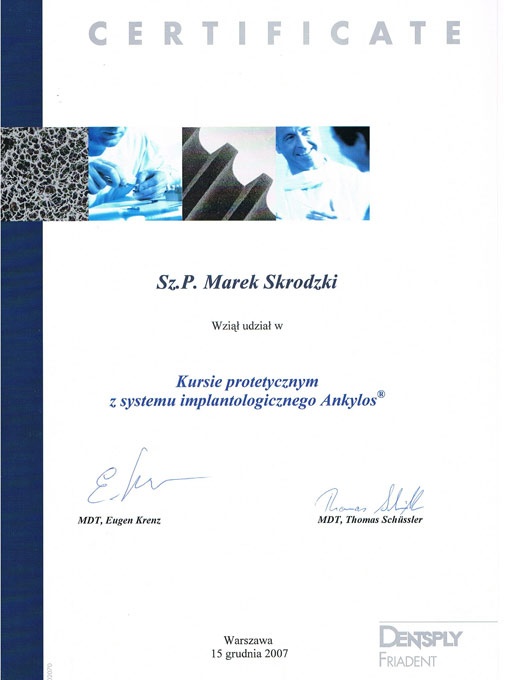 CERTIFICATE
Sz.P. Marek Skrodzki
Wziął udział w
Kursie protetycznym
z systemu implantologicznego Ankylos®
MDT, Eugen Krenz
MDT, Thomas Schüssler
Warszawa
15 grudnia 2007
DENTSPLY
FRIADENT